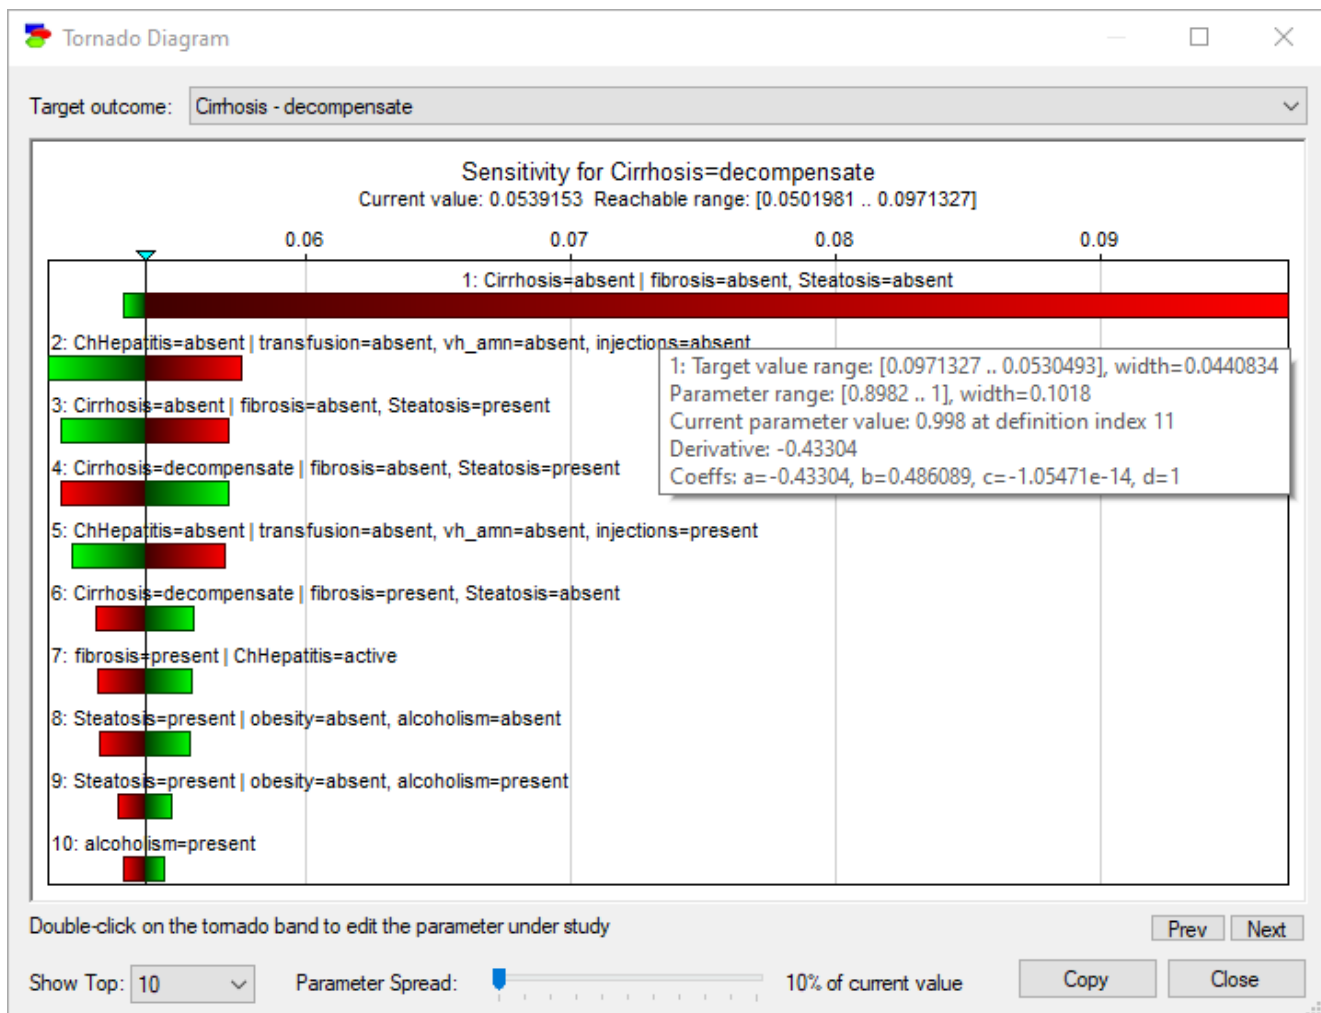 Tornado Diagram
Target outcome: Cirrhosis - decompensate
Sensitivity for Cirrhosis=decompensate
Current value: 0.0539153 Reachable range: [0.0501981 .. 0.0971327]
0.06 0.07 0.08 0.09
1: Cirrhosis=absent | fibrosis=absent, Steatosis=absent
2: ChHepatitis=absent | transfusion=absent, vh_amn=absent, injections=absent
1: Target value range: [0.0971327 .. 0.0530493], width=0.0440834
Parameter range: [0.8982 .. 1], width=0.1018
Current parameter value: 0.998 at definition index 11
Derivative: -0.43304
Coeffs: a=-0.43304, b=0.486089, c=-1.05471e-14, d=1
3: Cirrhosis=absent | fibrosis=absent, Steatosis=present
4: Cirrhosis=decompensate | fibrosis=absent, Steatosis=present
5: ChHepatitis=absent | transfusion=absent, vh_amn=absent, injections=present
6: Cirrhosis=decompensate | fibrosis=present, Steatosis=absent
7: fibrosis=present | ChHepatitis=active
8: Steatosis=present | obesity=absent, alcoholism=absent
9: Steatosis=present | obesity=absent, alcoholism=present
10: alcoholism=present
Double-click on the tornado band to edit the parameter under study
Prev Next
Show Top: 10 Parameter Spread: 10% of current value Copy Close